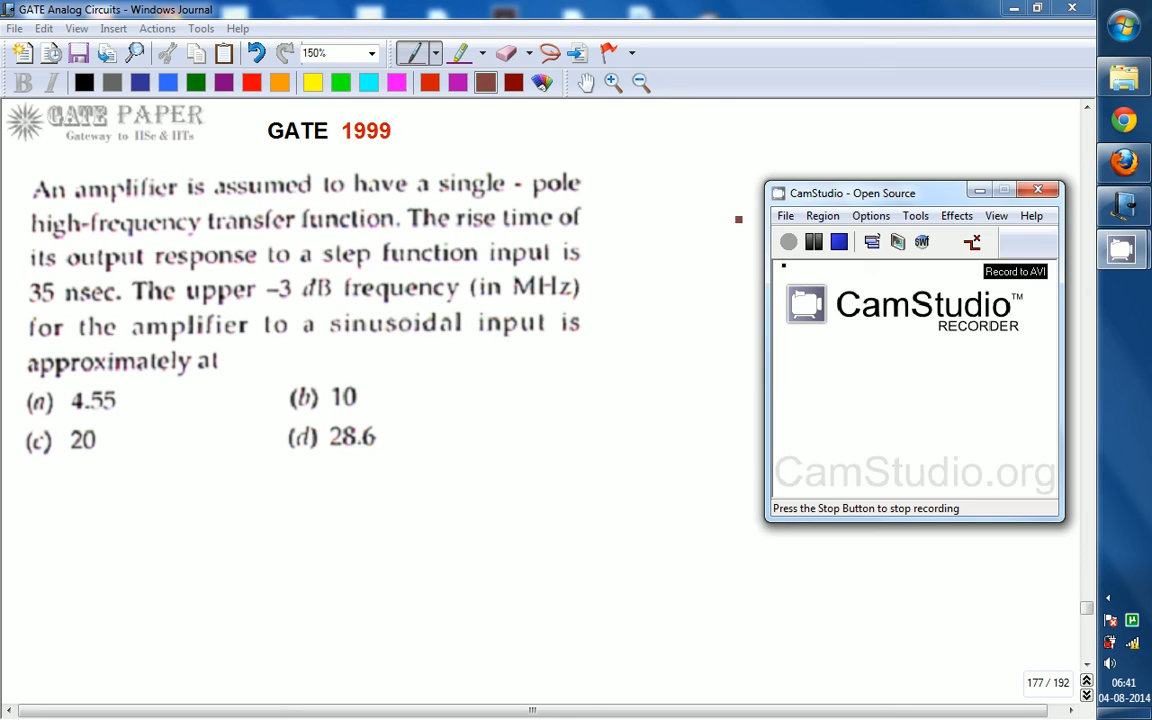 GATE Analog Circuits - Windows Journal
File Edit View Insert Actions Tools Help
150%
B I
GATE PAPER
Gateway to IISc & IITs
GATE 1999
An amplifier is assumed to have a single - pole
high-frequency transfer function. The rise time of
its output response to a step function input is
35 nsec. The upper –3 dB frequency (in MHz)
for the amplifier to a sinusoidal input is
approximately at
(a) 4.55
(b) 10
(c) 20
(d) 28.6
CamStudio - Open Source
File Region Options Tools Effects View Help
SWF
Record to AVI
CamStudio™
RECORDER
CamStudio.org
Press the Stop Button to stop recording
177 / 192
06:41
04-08-2014